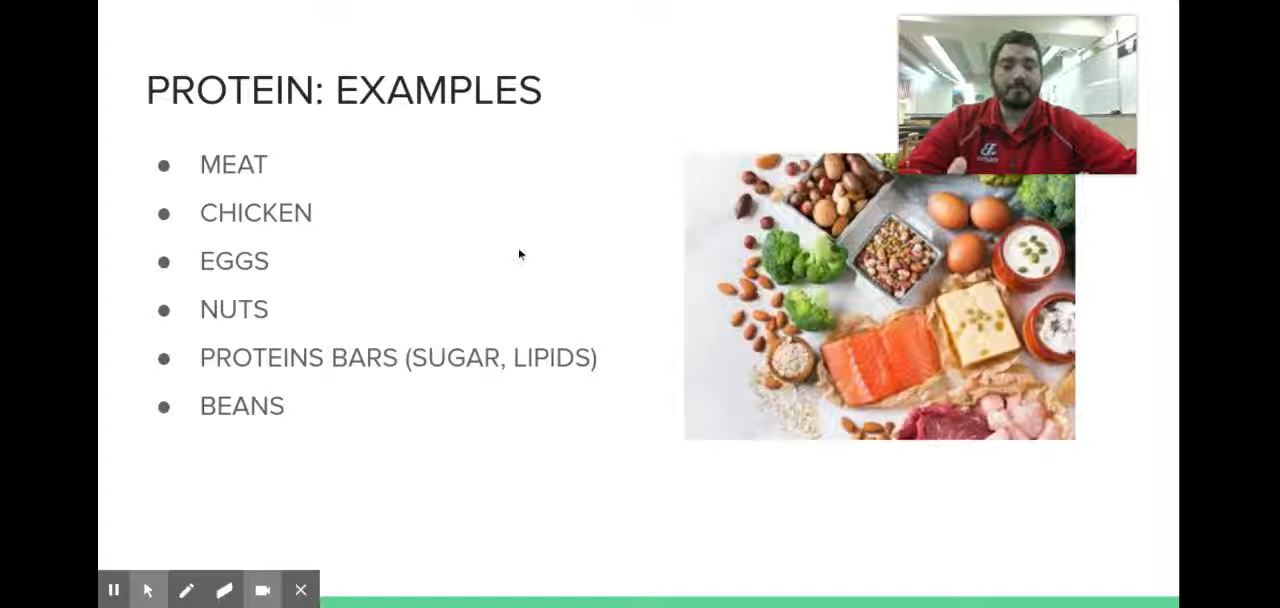 PROTEIN: EXAMPLES
MEAT
CHICKEN
EGGS
NUTS
PROTEINS BARS (SUGAR, LIPIDS)
BEANS